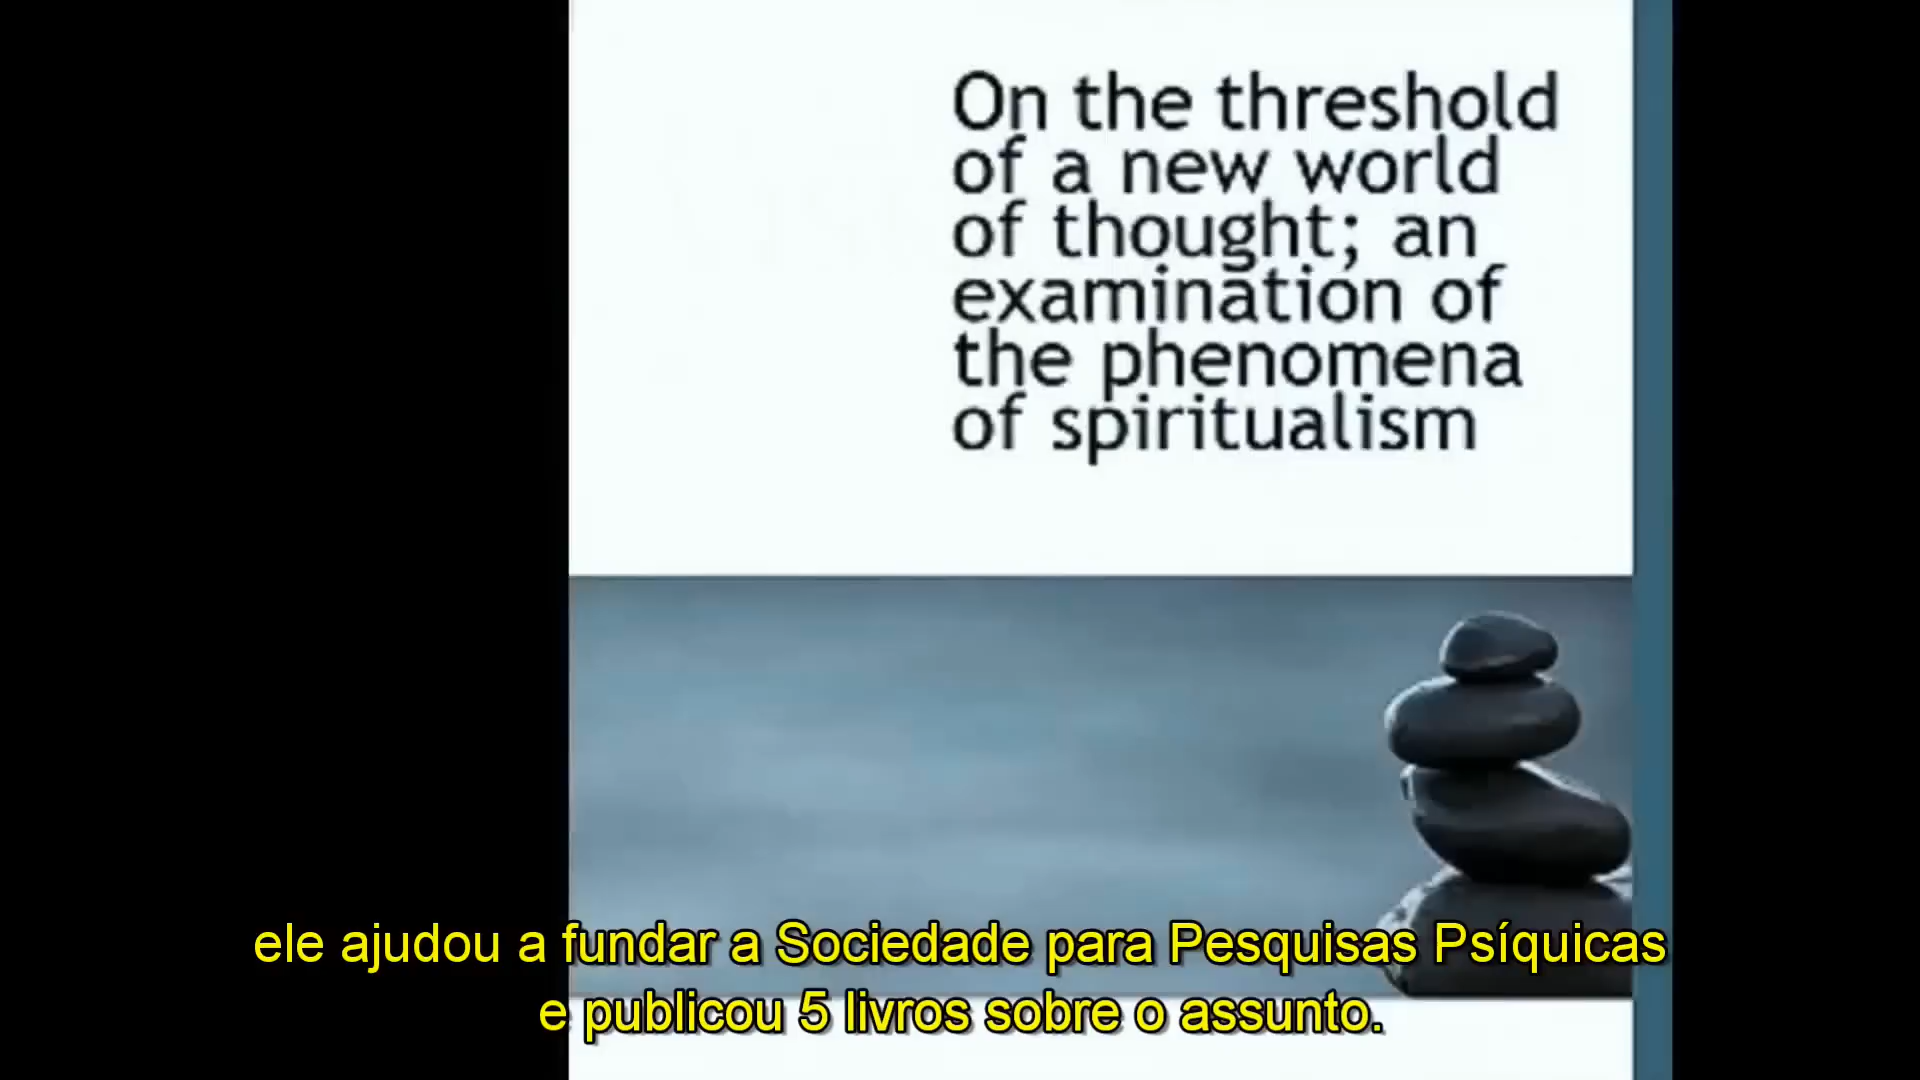 On the threshold
of a new world
of thought; an
examination of
the phenomena
of spiritualism
ele ajudou a fundar a Sociedade para Pesquisas Psíquicas
e publicou 5 livros sobre o assunto.